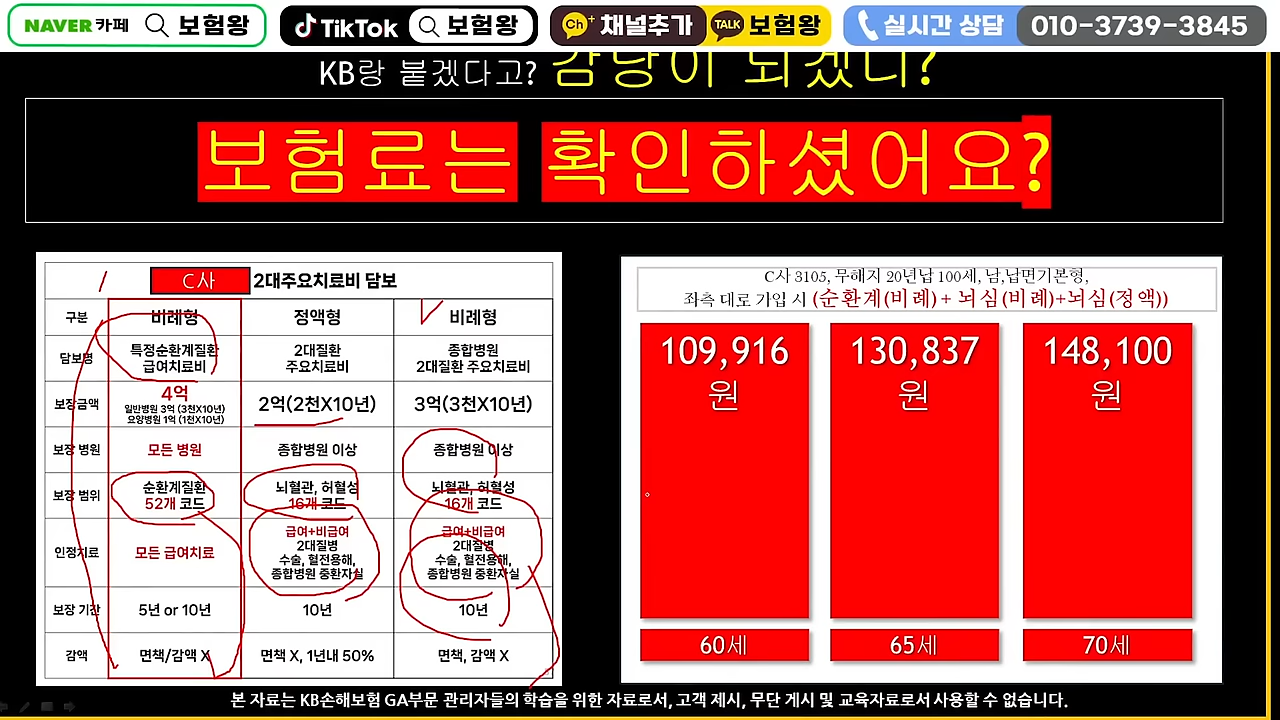 NAVER 카페 보험왕
TikTok 보험왕
Ch+ 채널추가 TALK 보험왕
실시간 상담 010-3739-3845
KB랑 붙겠다고? 감당이 되겠니?
보험료는 확인하셨어요?
C사 2대주요치료비 담보
구분 비례형 정액형 비례형
담보명 특정순환계질환 급여치료비 2대질환 주요치료비 종합병원 2대질환 주요치료비
보장금액 4억 일반병원 3억 (3천X10년) 요양병원 1억 (1천X10년) 2억(2천X10년) 3억(3천X10년)
보장 병원 모든 병원 종합병원 이상 종합병원 이상
보장 범위 순환계질환 52개 코드 뇌혈관, 허혈성 16개 코드 뇌혈관, 허혈성 16개 코드
인정치료 모든 급여치료 급여+비급여 2대질병 수술, 혈전용해, 종합병원 중환자실 급여+비급여 2대질병 수술, 혈전용해, 종합병원 중환자실
보장 기간 5년 or 10년 10년 10년
감액 면책/감액 X 면책 X, 1년내 50% 면책, 감액 X
C사 3105, 무해지 20년납 100세, 남,납면기본형,
좌측 대로 가입 시 (순환계(비례) + 뇌심(비례)+뇌심(정액))
109,916 원 130,837 원 148,100 원
60세 65세 70세
본 자료는 KB손해보험 GA부문 관리자들의 학습을 위한 자료로서, 고객 제시, 무단 게시 및 교육자료로서 사용할 수 없습니다.